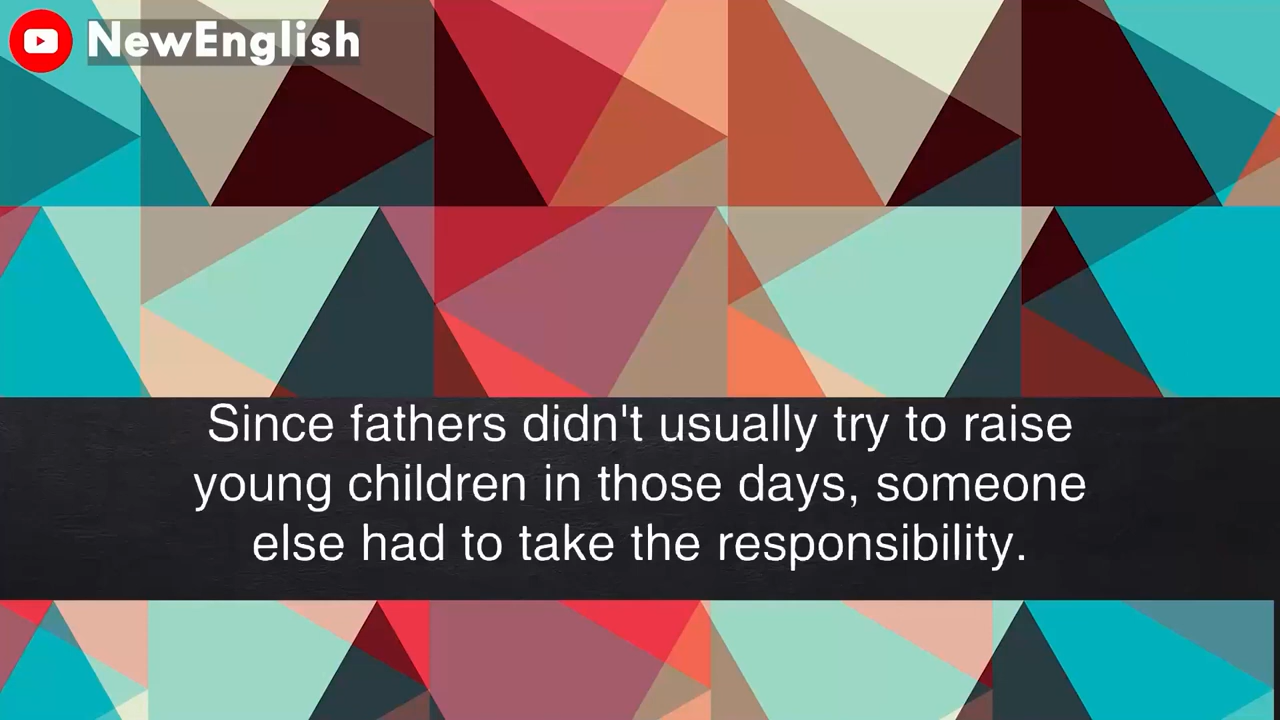 NewEnglish
Since fathers didn't usually try to raise
young children in those days, someone
else had to take the responsibility.